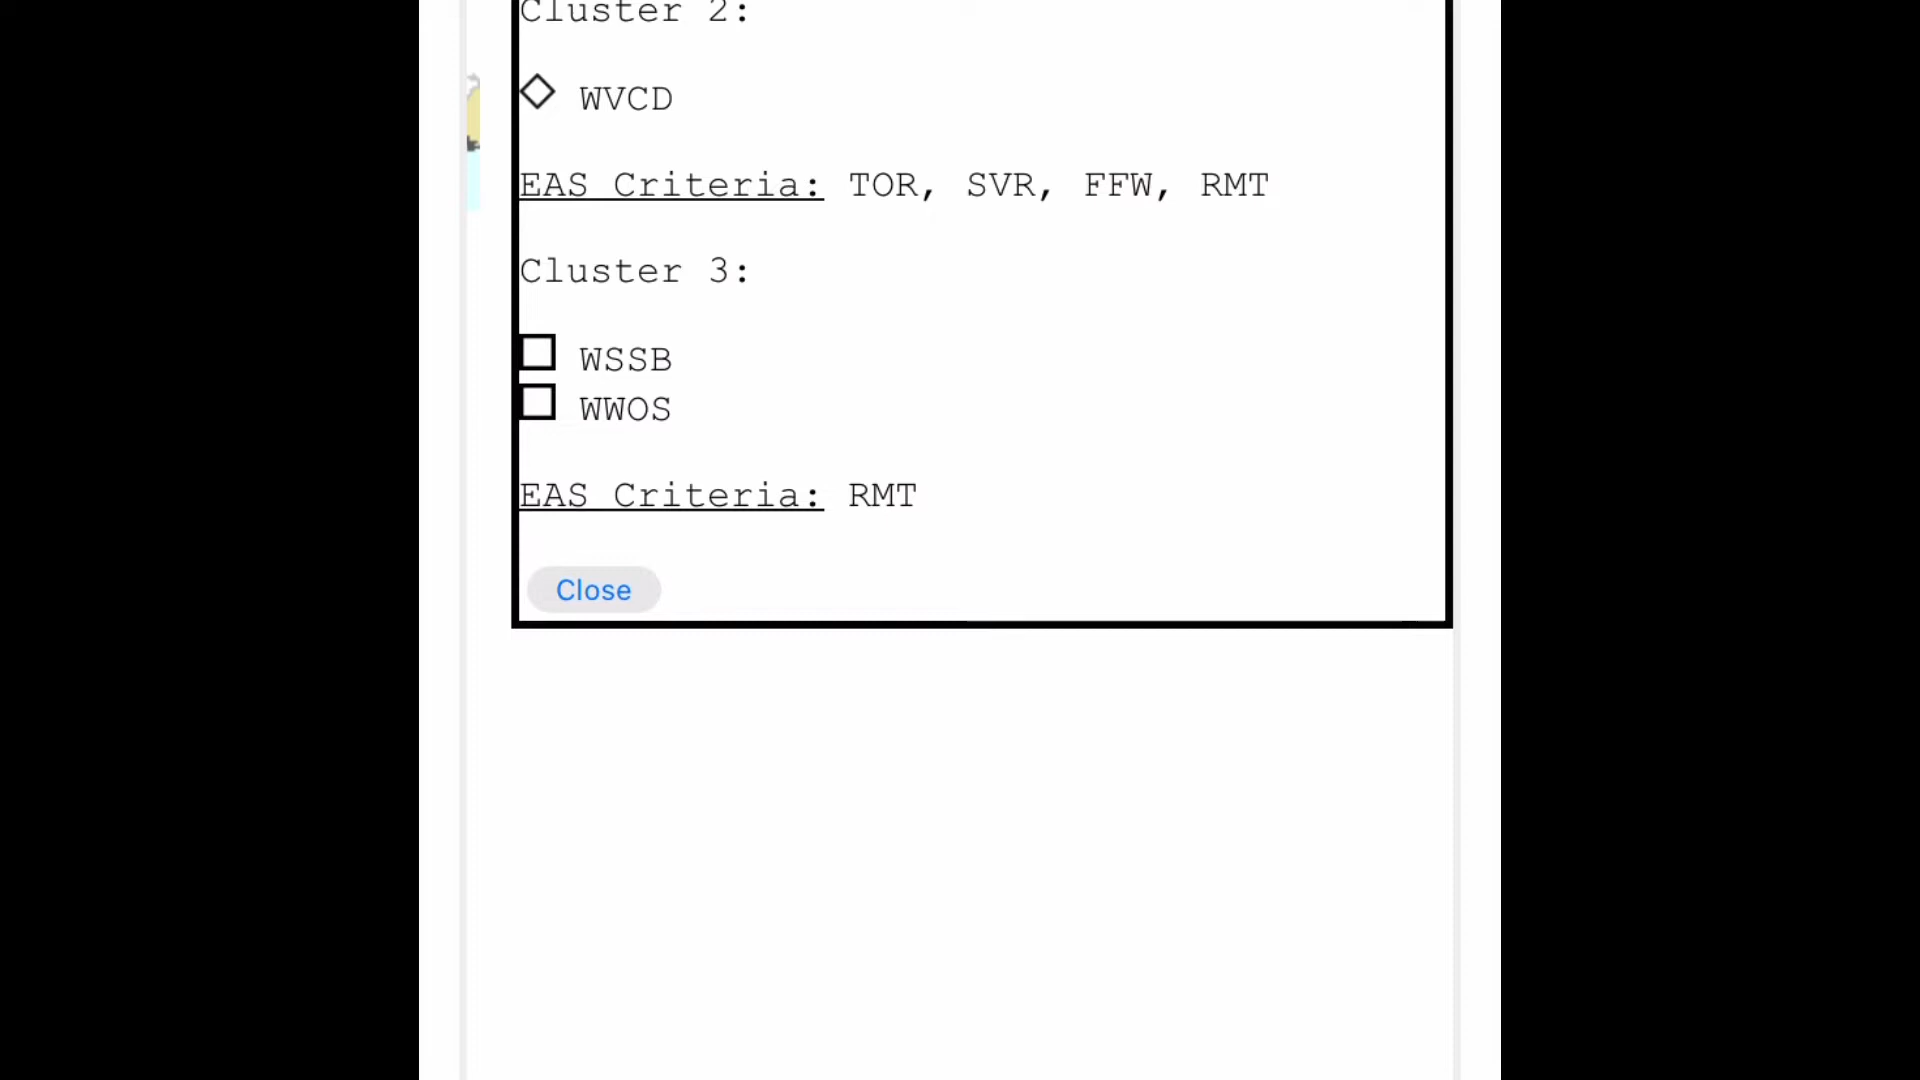 Cluster 2:
WVCD
EAS Criteria: TOR, SVR, FFW, RMT
Cluster 3:
WSSB
WWOS
EAS Criteria: RMT
Close